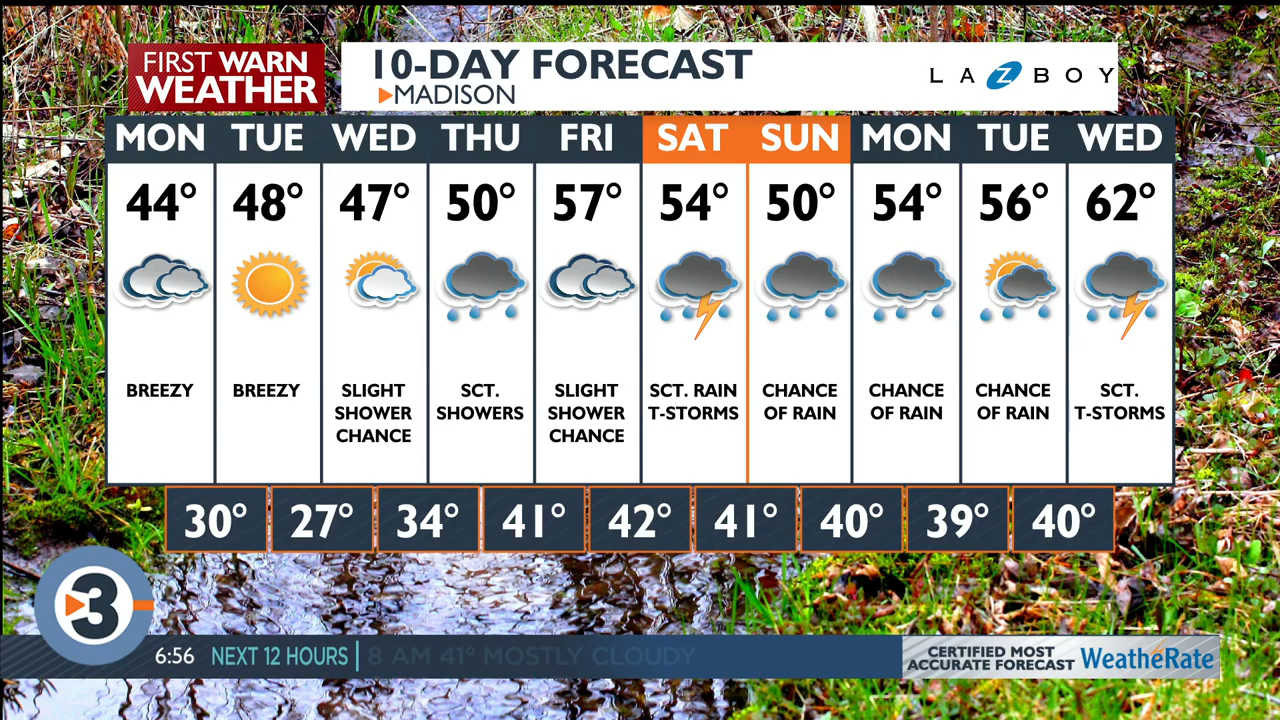 FIRST WARN
WEATHER
10-DAY FORECAST
MADISON
LA Z BOY
MON TUE WED THU FRI SAT SUN MON TUE WED
44° 48° 47° 50° 57° 54° 50° 54° 56° 62°
BREEZY
BREEZY
SLIGHT
SHOWER
CHANCE
SCT.
SHOWERS
SLIGHT
SHOWER
CHANCE
SCT. RAIN
T-STORMS
CHANCE
OF RAIN
CHANCE
OF RAIN
CHANCE
OF RAIN
SCT.
T-STORMS
30° 27° 34° 41° 42° 41° 40° 39° 40°
3
6:56 NEXT 12 HOURS 8 AM 41° MOSTLY CLOUDY
CERTIFIED MOST
ACCURATE FORECAST
WeatheRate